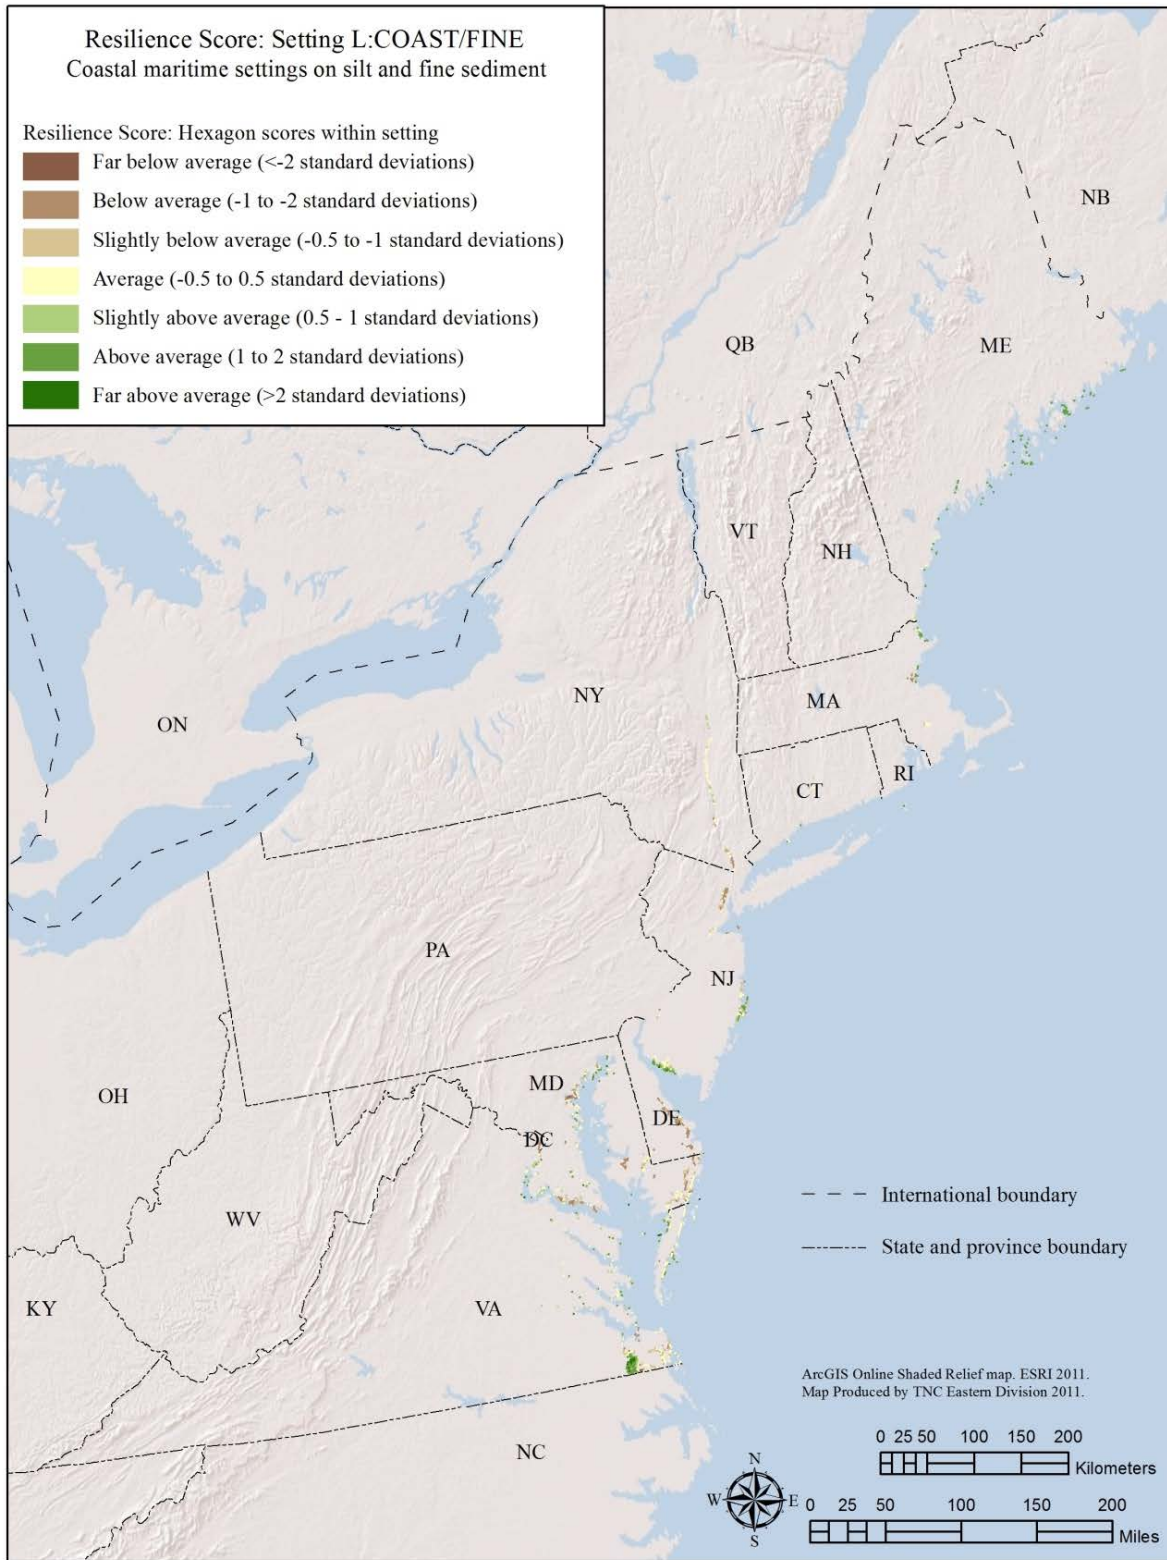 Resilience Score: Setting L:COAST/FINE
Coastal maritime settings on silt and fine sediment
Resilience Score: Hexagon scores within setting
Far below average (<-2 standard deviations)
Below average (-1 to -2 standard deviations)
Slightly below average (-0.5 to -1 standard deviations)
Average (-0.5 to 0.5 standard deviations)
Slightly above average (0.5 - 1 standard deviations)
Above average (1 to 2 standard deviations)
Far above average (>2 standard deviations)
NB
QB
ME
VT
NH
NY
MA
ON
RI
CT
PA
NJ
MD
OH
DE
DC
International boundary
WV
State and province boundary
KY
VA
ArcGIS Online Shaded Relief map. ESRI 2011.
Map Produced by TNC Eastern Division 2011.
NC
0 25 50 100 150 200
Kilometers
N
W E
S
0 25 50 100 150 200
Miles